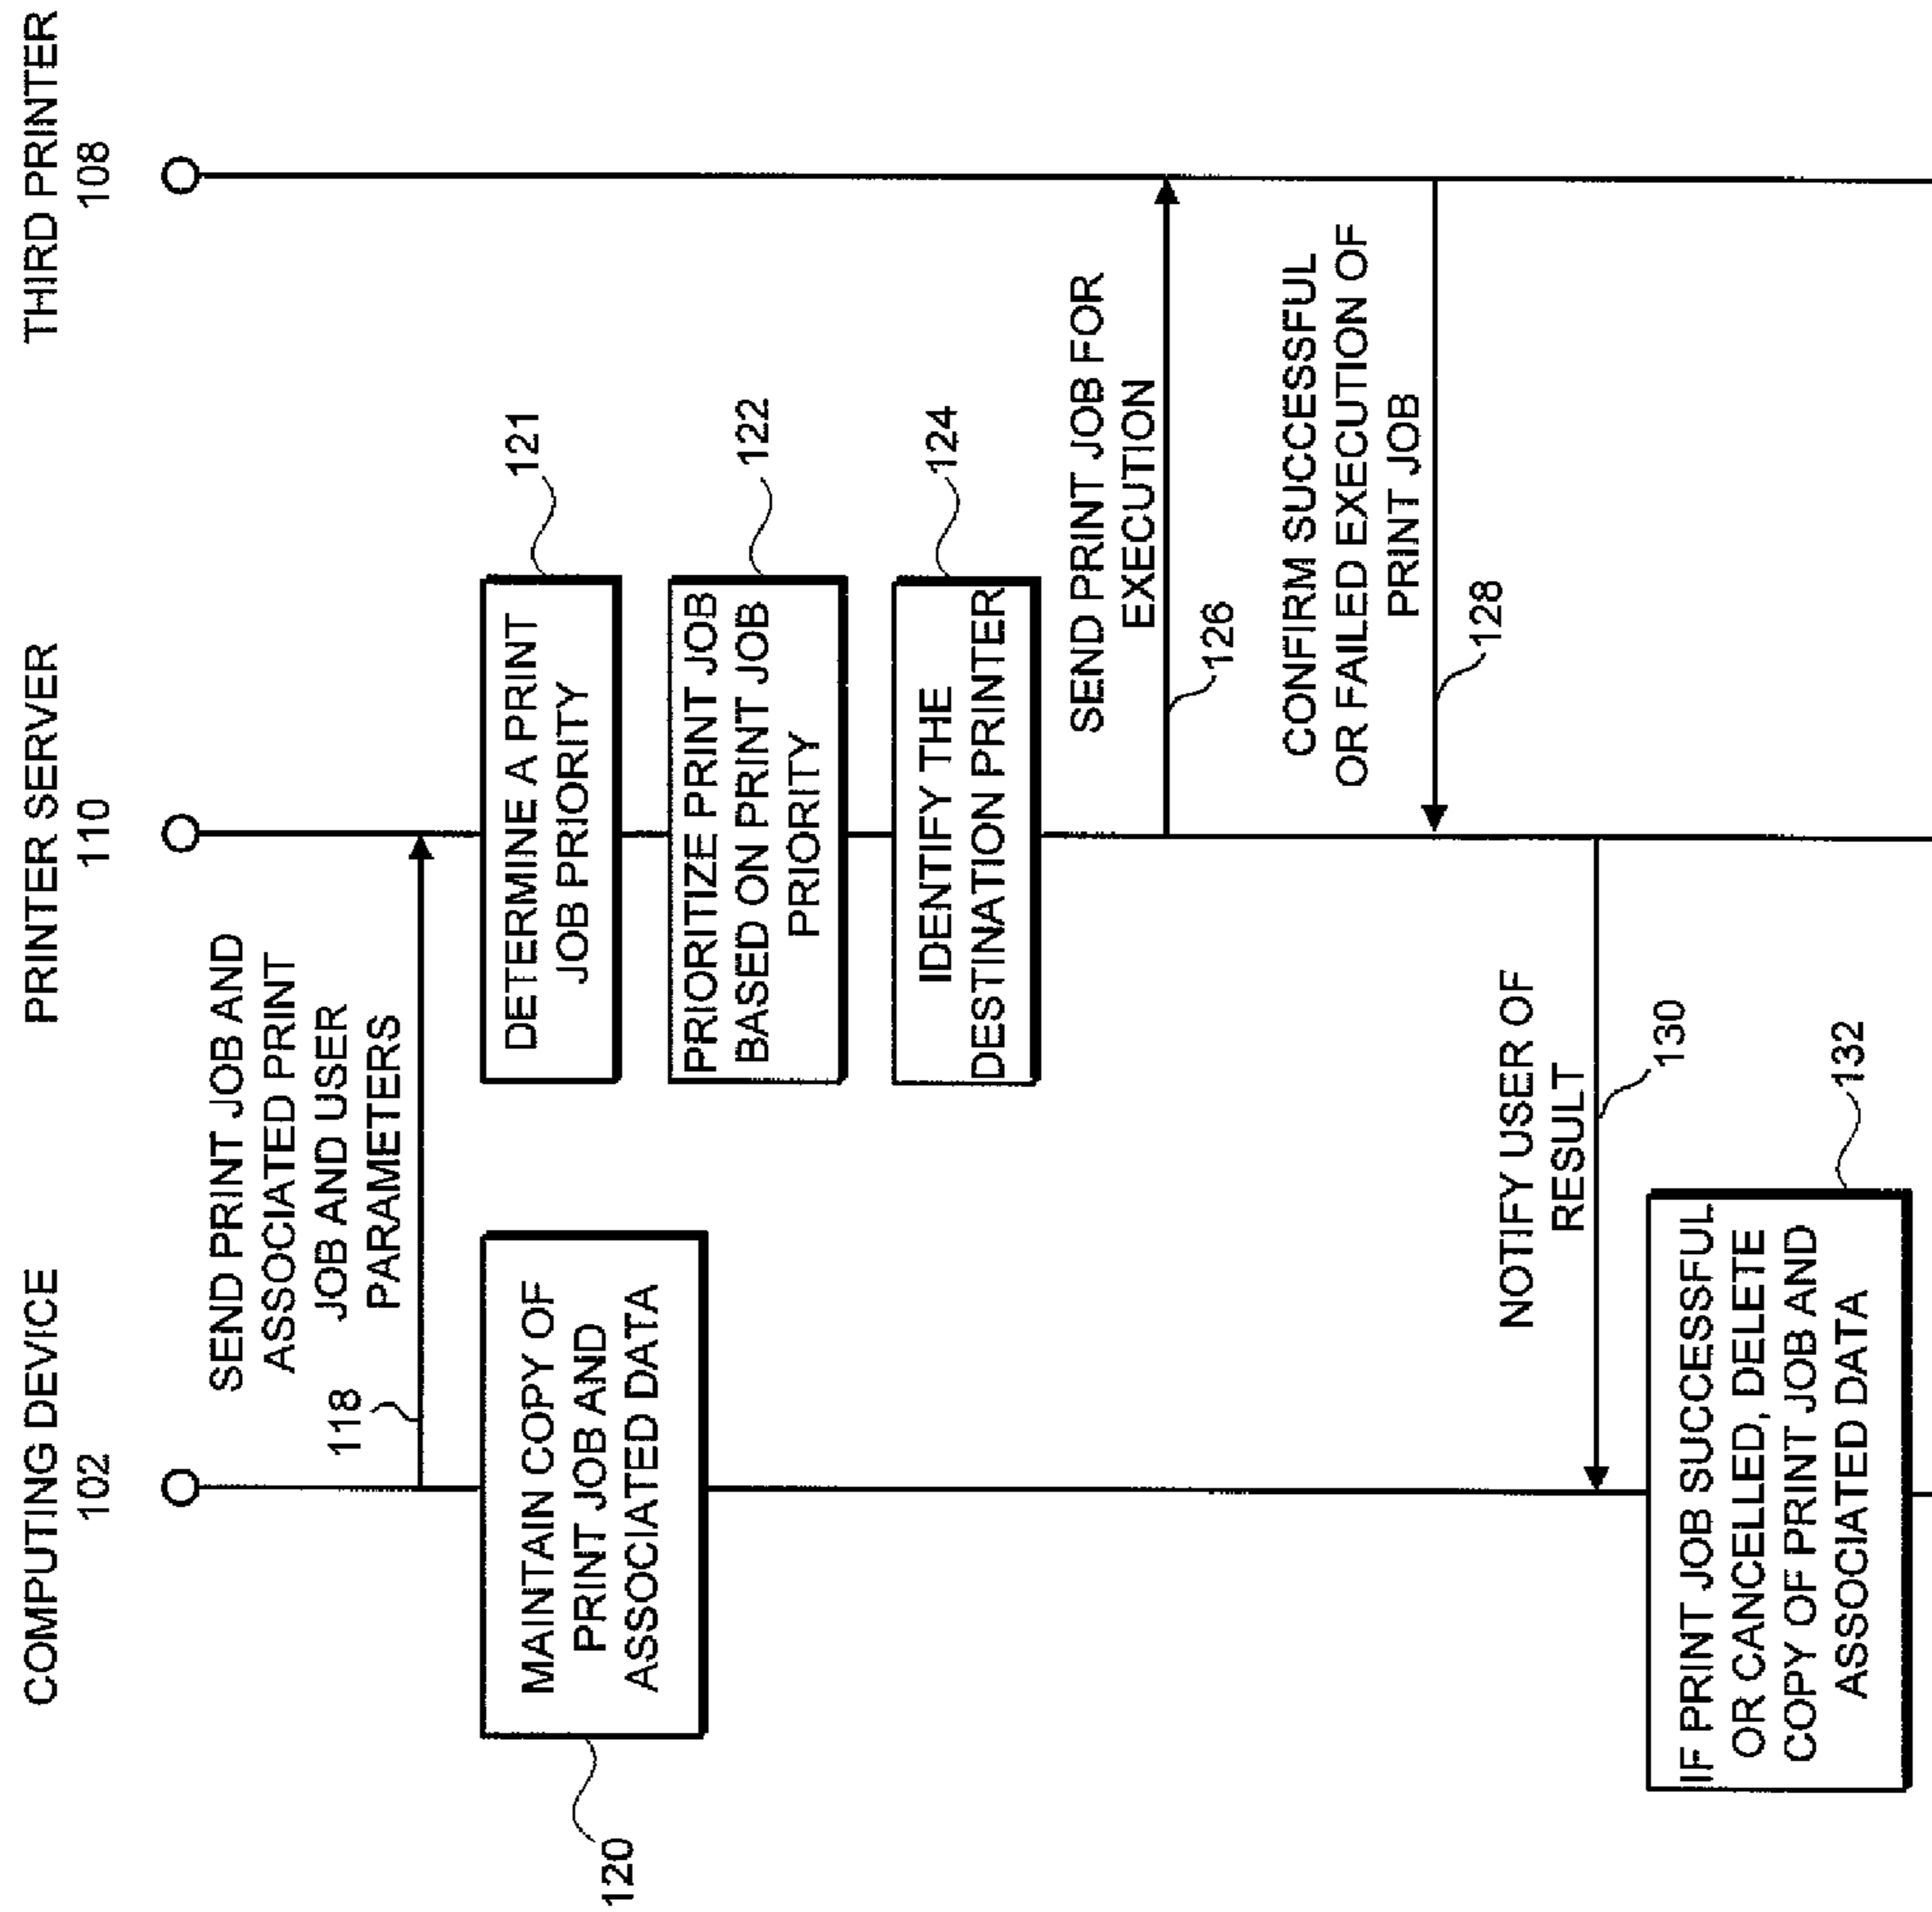 COMPUTING DEVICE
102
PRINTER SERVER
110
THIRD PRINTER
108
SEND PRINT JOB AND
ASSOCIATED PRINT
JOB AND USER
PARAMETERS
118
MAINTAIN COPY OF
PRINT JOB AND
ASSOCIATED DATA
120
DETERMINE A PRINT
JOB PRIORITY
121
PRIORITIZE PRINT JOB
BASED ON PRINT JOB
PRIORITY
122
IDENTIFY THE
DESTINATION PRINTER
124
SEND PRINT JOB FOR
EXECUTION
126
CONFIRM SUCCESSFUL
OR FAILED EXECUTION OF
PRINT JOB
128
NOTIFY USER OF
RESULT
130
IF PRINT JOB SUCCESSFUL
OR CANCELLED, DELETE
COPY OF PRINT JOB AND
ASSOCIATED DATA
132